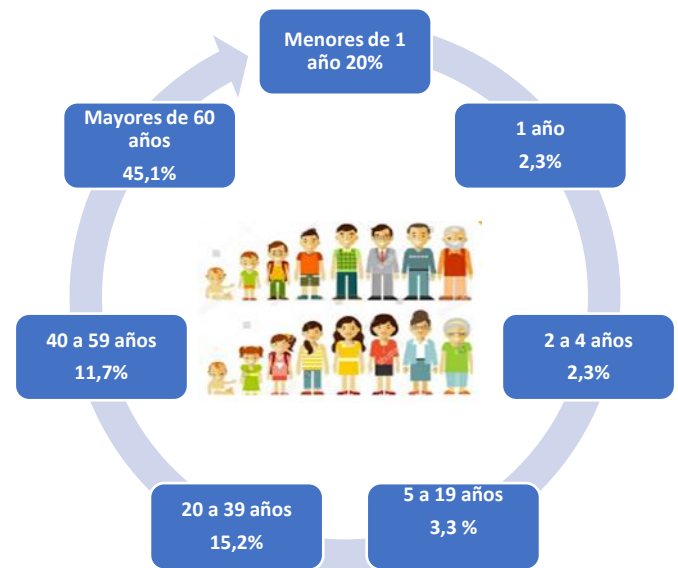 Menores de 1
año 20%
1 año
2,3%
2 a 4 años
2,3%
5 a 19 años
3,3 %
20 a 39 años
15,2%
40 a 59 años
11,7%
Mayores de 60
años
45,1%